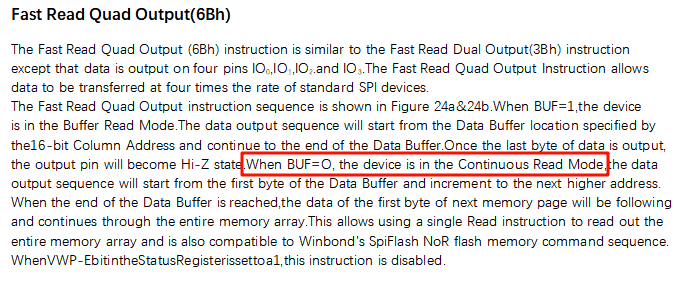 Fast Read Quad Output(6Bh)
The Fast Read Quad Output (6Bh) instruction is similar to the Fast Read Dual Output(3Bh) instruction
except that data is output on four pins IO₀,IO₁,IO₂.and IO₃.The Fast Read Quad Output Instruction allows
data to be transferred at four times the rate of standard SPI devices.
The Fast Read Quad Output instruction sequence is shown in Figure 24a&24b.When BUF=1,the device
is in the Buffer Read Mode.The data output sequence will start from the Data Buffer location specified by
the16-bit Column Address and continue to the end of the Data Buffer.Once the last byte of data is output,
the output pin will become Hi-Z state.When BUF=O, the device is in the Continuous Read Mode,the data
output sequence will start from the first byte of the Data Buffer and increment to the next higher address.
When the end of the Data Buffer is reached,the data of the first byte of next memory page will be following
and continues through the entire memory array.This allows using a single Read instruction to read out the
entire memory array and is also compatible to Winbond's SpiFlash NoR flash memory command sequence.
WhenVWP-EbitintheStatusRegisterissettoa1,this instruction is disabled.